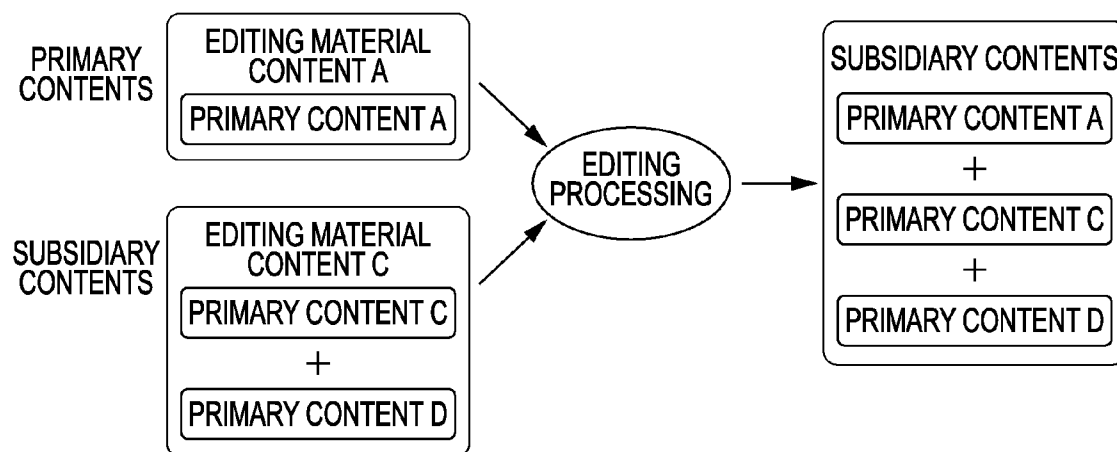 PRIMARY
CONTENTS
EDITING MATERIAL
CONTENT A
PRIMARY CONTENT A
SUBSIDIARY
CONTENTS
EDITING MATERIAL
CONTENT C
PRIMARY CONTENT C
+
PRIMARY CONTENT D
EDITING
PROCESSING
SUBSIDIARY CONTENTS
PRIMARY CONTENT A
+
PRIMARY CONTENT C
+
PRIMARY CONTENT D